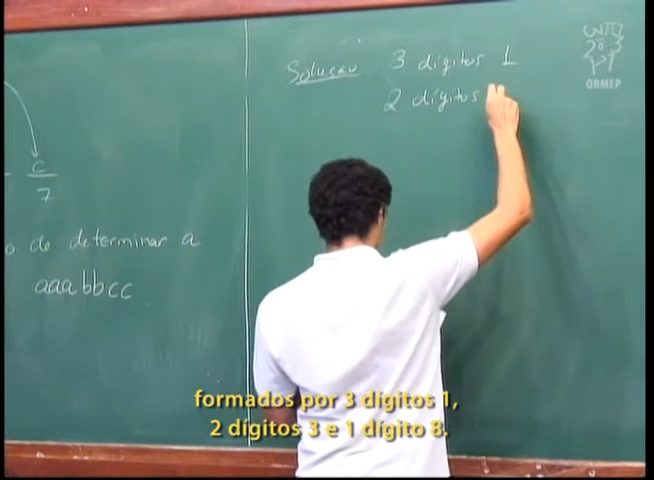 c
7
o de determinar a
aaabbcc
Solução
3 dígitos 1
2 dígitos
OBMEP
formados por 3 dígitos 1,
2 dígitos 3 e 1 dígito 8.